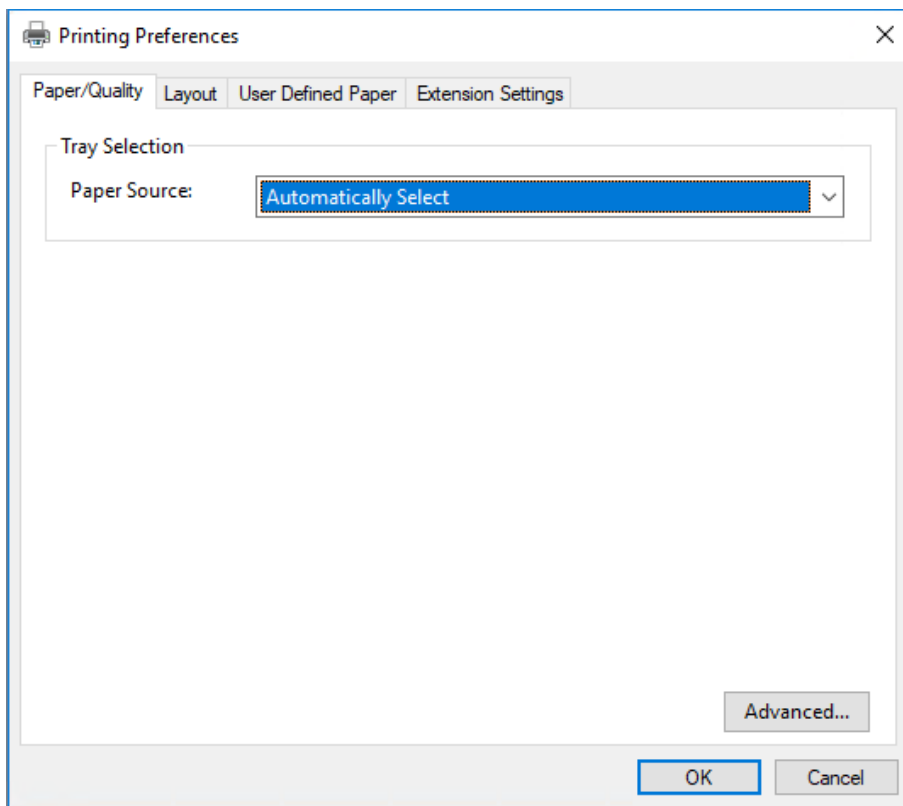 Printing Preferences
Paper/Quality Layout User Defined Paper Extension Settings
Tray Selection
Paper Source: Automatically Select
Advanced...
OK Cancel